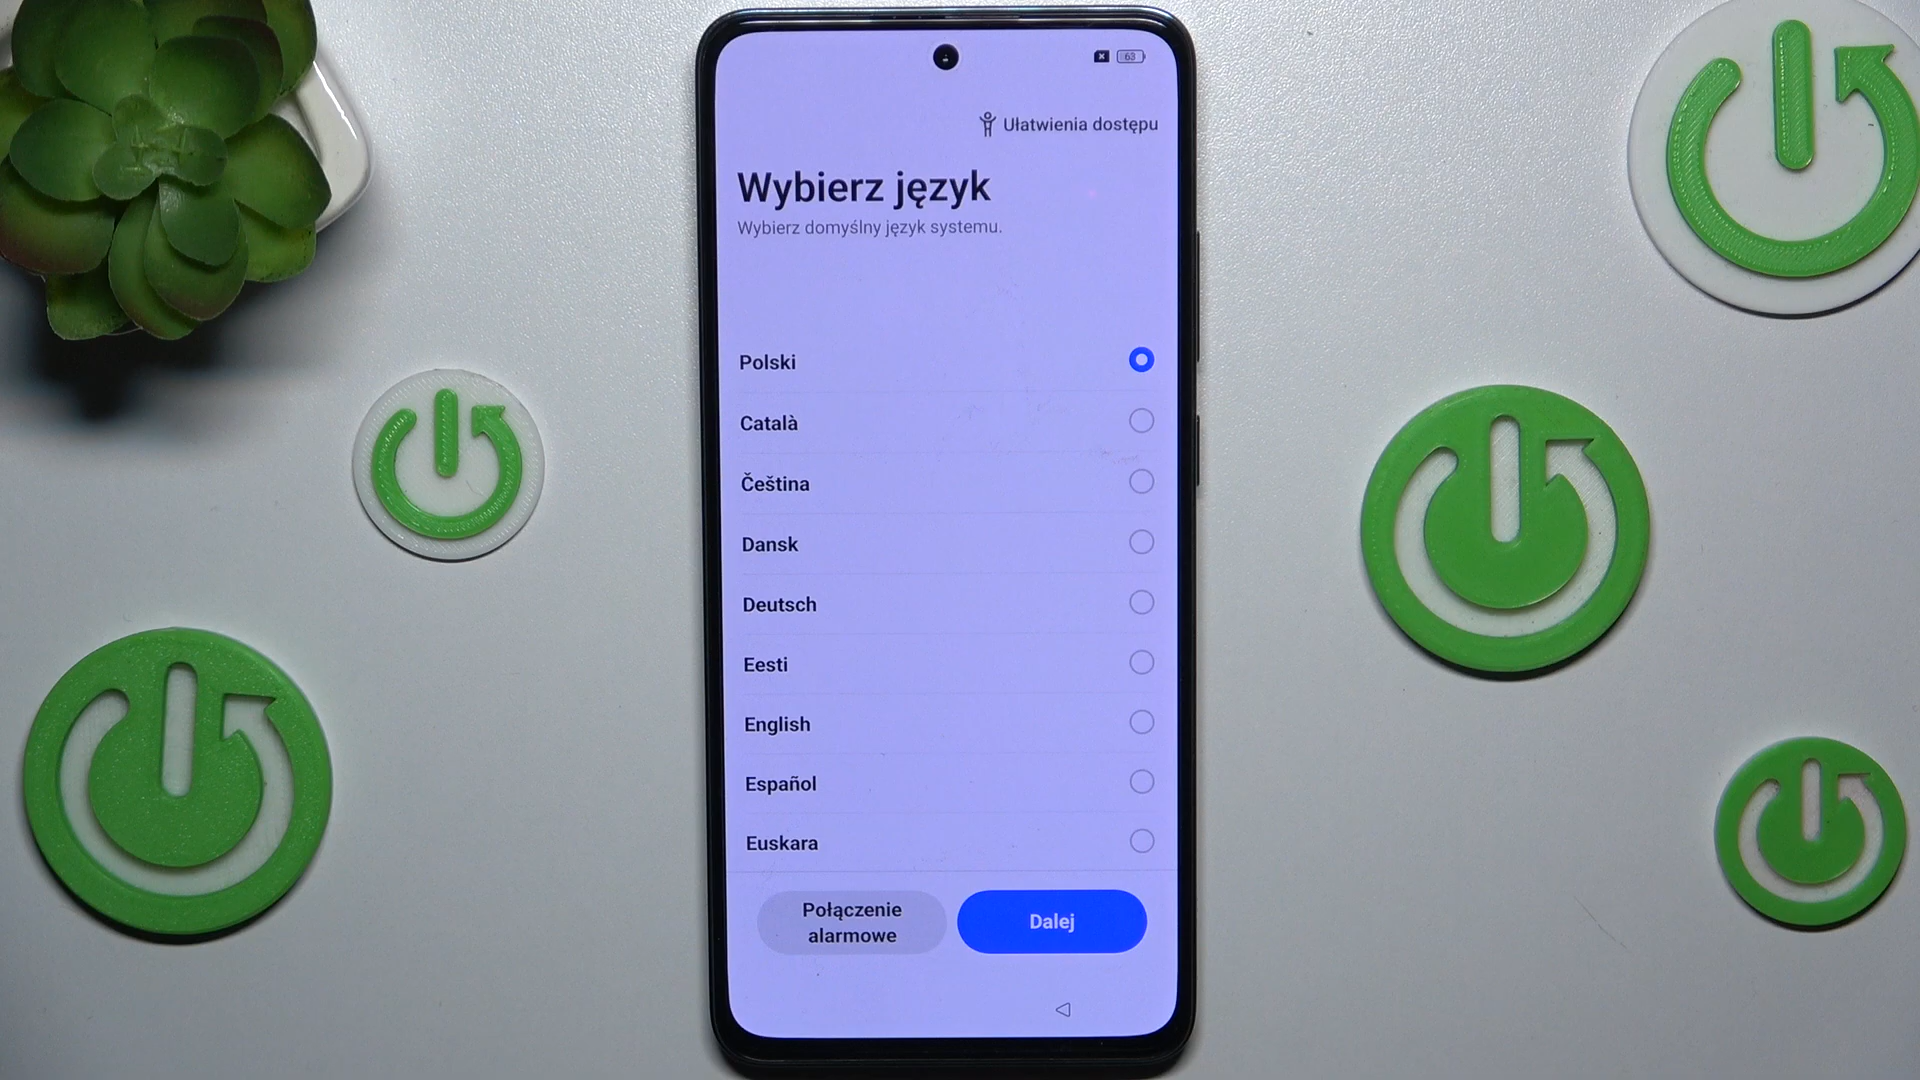 63
Ułatwienia dostępu
Wybierz język
Wybierz domyślny język systemu.
Polski
Català
Čeština
Dansk
Deutsch
Eesti
English
Español
Euskara
Połączenie
alarmowe
Dalej